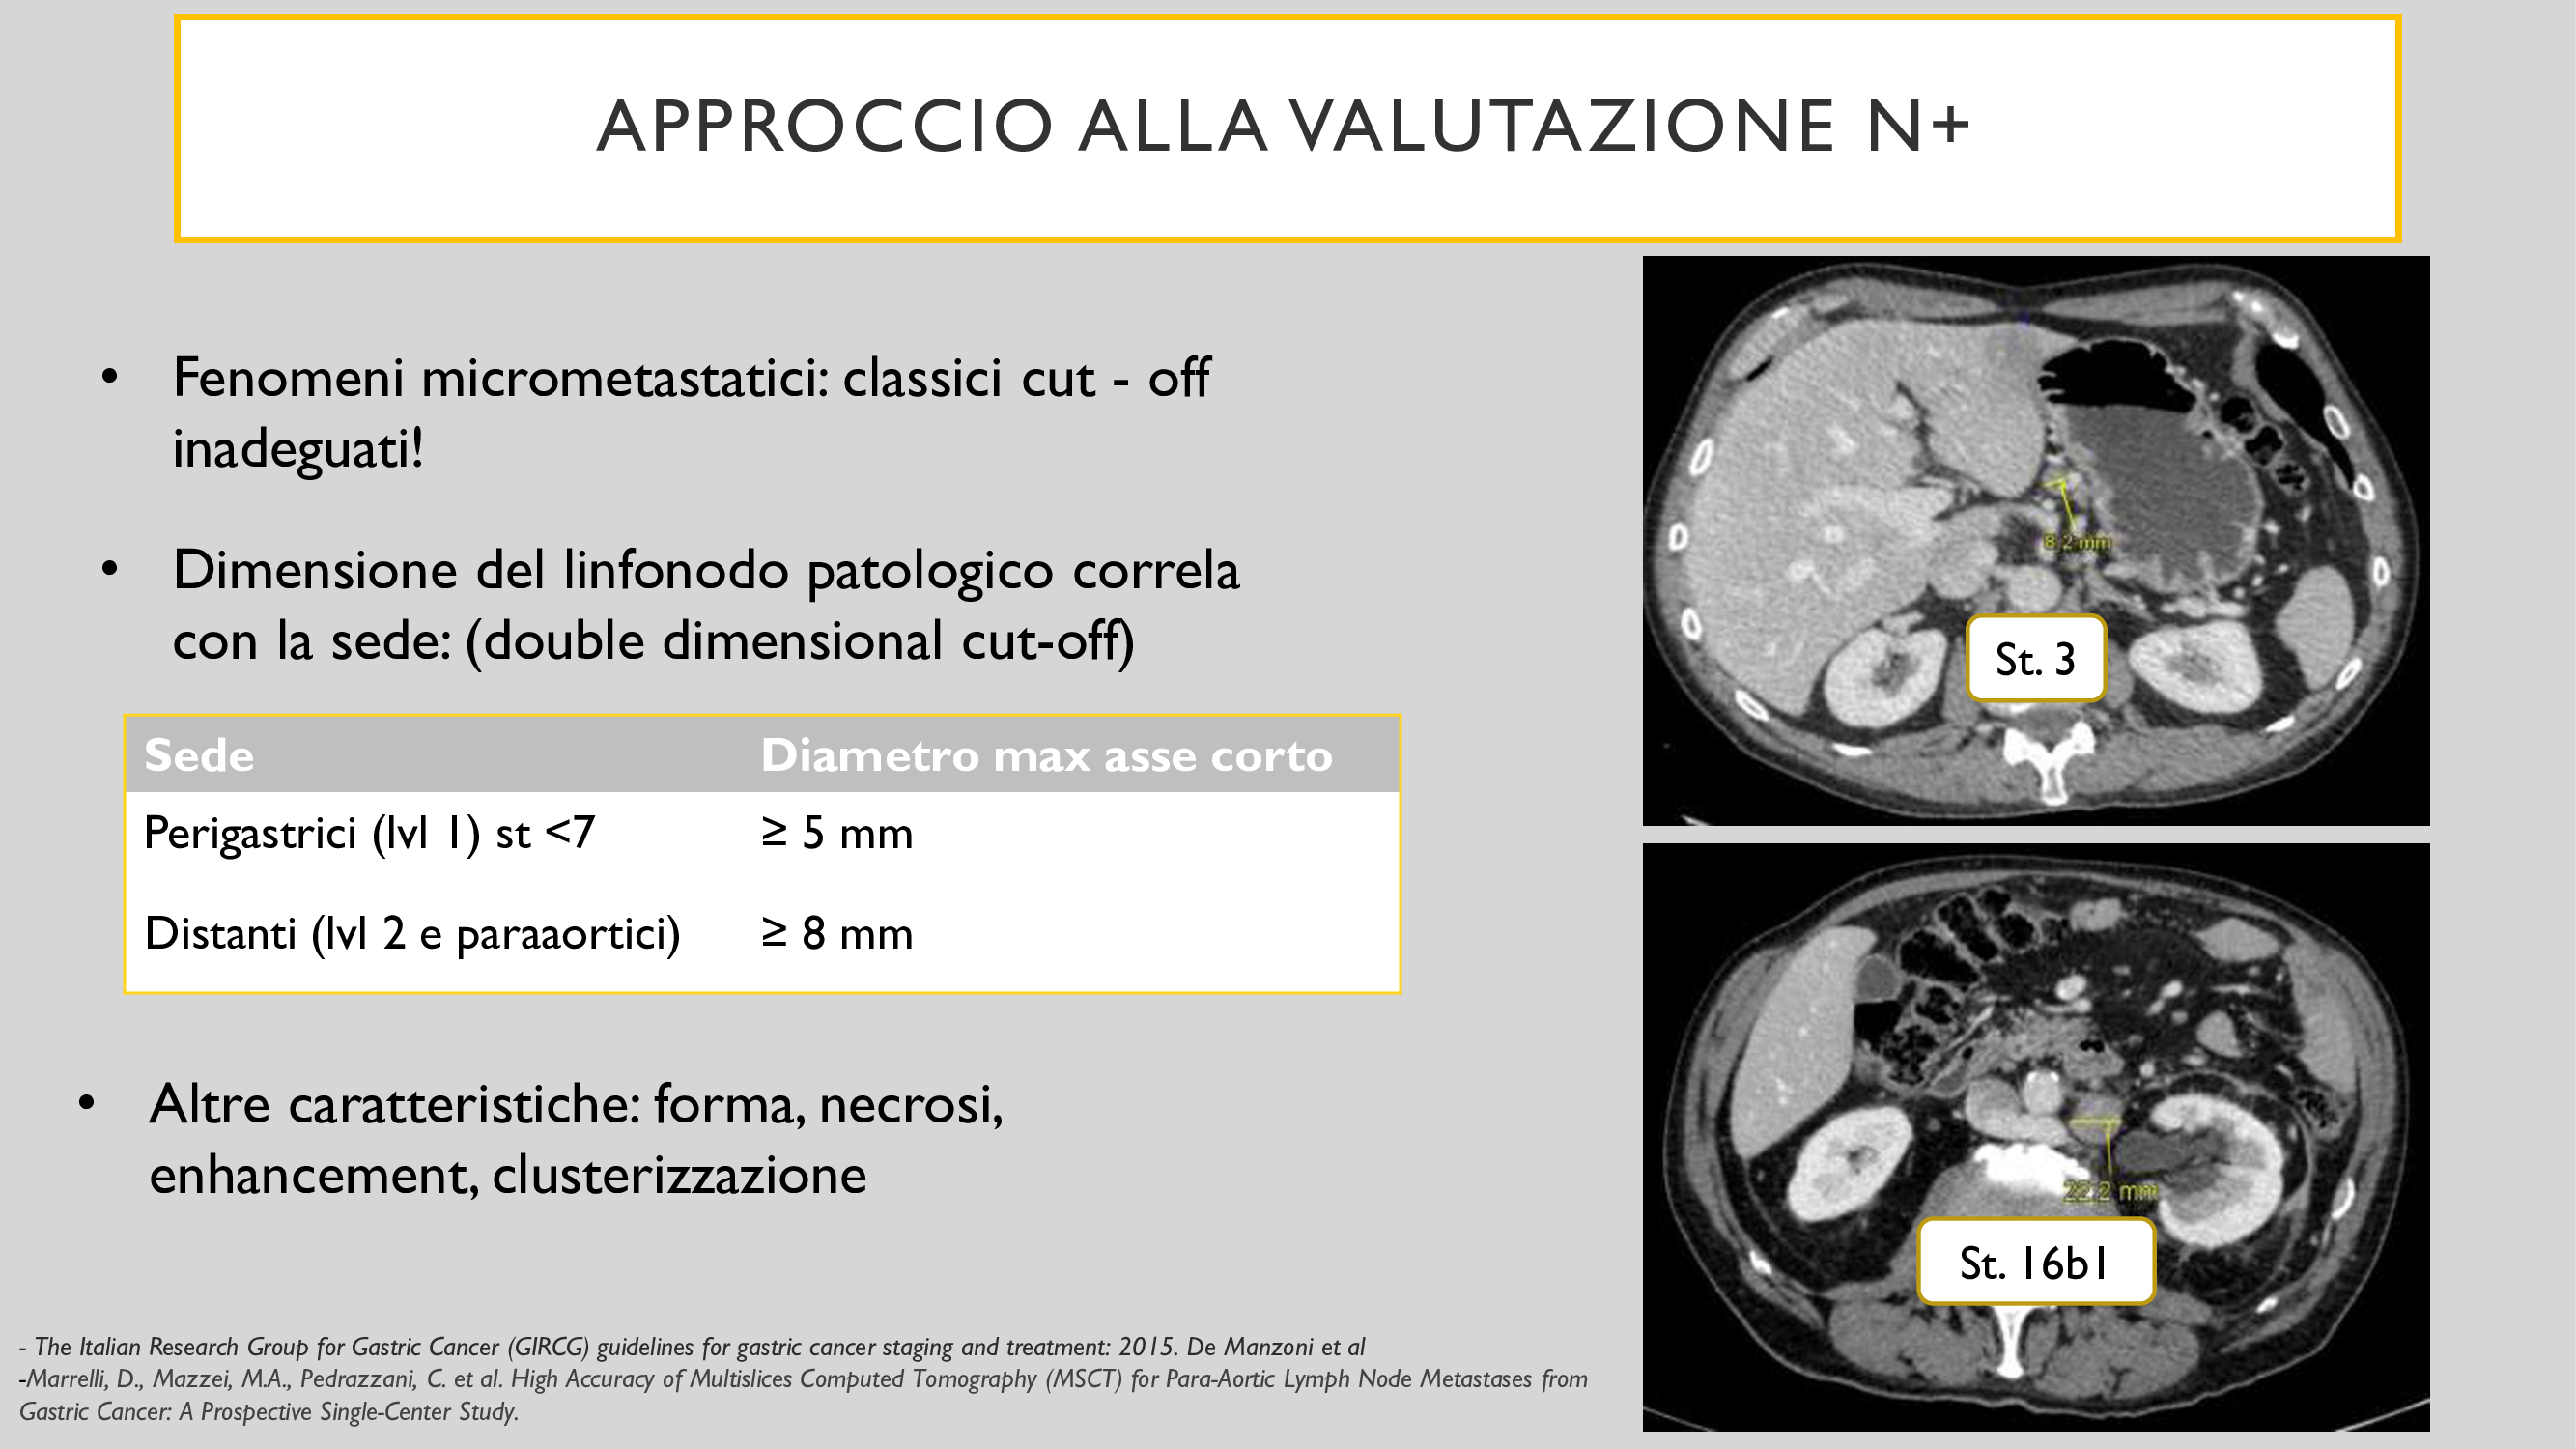 APPROCCIO ALLA VALUTAZIONE N+
• Fenomeni micrometastatici: classici cut - off
inadeguati!
• Dimensione del linfonodo patologico correla
con la sede: (double dimensional cut-off)
Sede Diametro max asse corto
Perigastrici (lvl 1) st <7 ≥ 5 mm
Distanti (lvl 2 e paraaortici) ≥ 8 mm
• Altre caratteristiche: forma, necrosi,
enhancement, clusterizzazione
- The Italian Research Group for Gastric Cancer (GIRCG) guidelines for gastric cancer staging and treatment: 2015. De Manzoni et al
-Marrelli, D., Mazzei, M.A., Pedrazzani, C. et al. High Accuracy of Multislices Computed Tomography (MSCT) for Para-Aortic Lymph Node Metastases from
Gastric Cancer: A Prospective Single-Center Study.
8.2 mm
St. 3
22.2 mm
St. 16b1